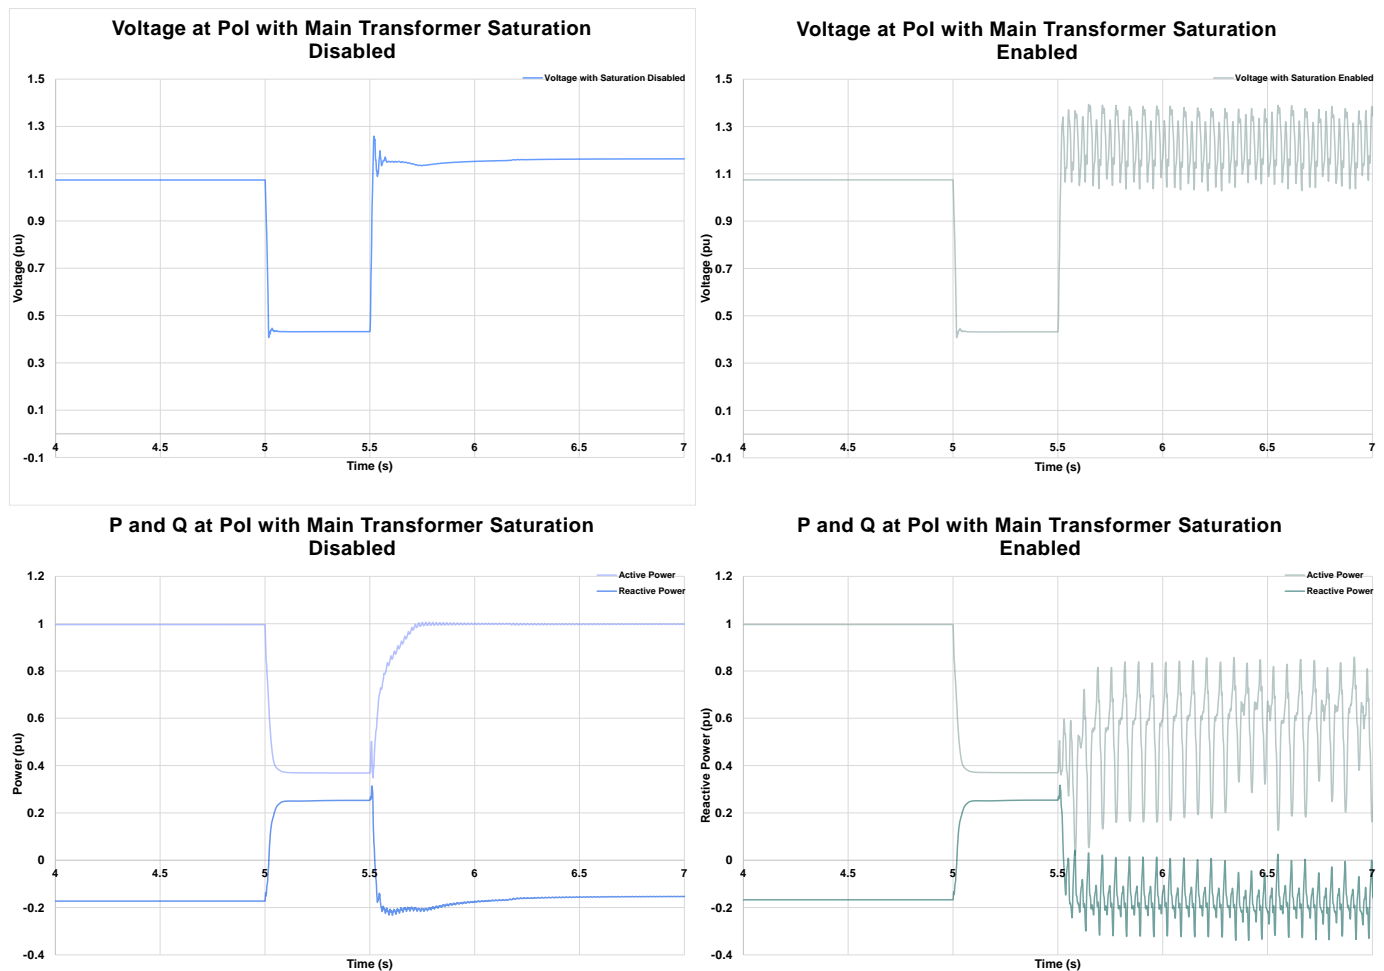 Voltage at PoI with Main Transformer Saturation
Disabled
Voltage with Saturation Disabled
1.5
1.3
1.1
0.9
0.7
0.5
0.3
0.1
-0.1
Voltage (pu)
4
4.5
5
5.5
6
6.5
7
Time (s)
Voltage at PoI with Main Transformer Saturation
Enabled
Voltage with Saturation Enabled
1.5
1.3
1.1
0.9
0.7
0.5
0.3
0.1
-0.1
Voltage (pu)
4
4.5
5
5.5
6
6.5
7
Time (s)
P and Q at PoI with Main Transformer Saturation
Disabled
Active Power
Reactive Power
1.2
1
0.8
0.6
0.4
0.2
0
-0.2
-0.4
Power (pu)
4
4.5
5
5.5
6
6.5
7
Time (s)
P and Q at PoI with Main Transformer Saturation
Enabled
Active Power
Reactive Power
1.2
1
0.8
0.6
0.4
0.2
0
-0.2
-0.4
Reactive Power (pu)
4
4.5
5
5.5
6
6.5
7
Time (s)